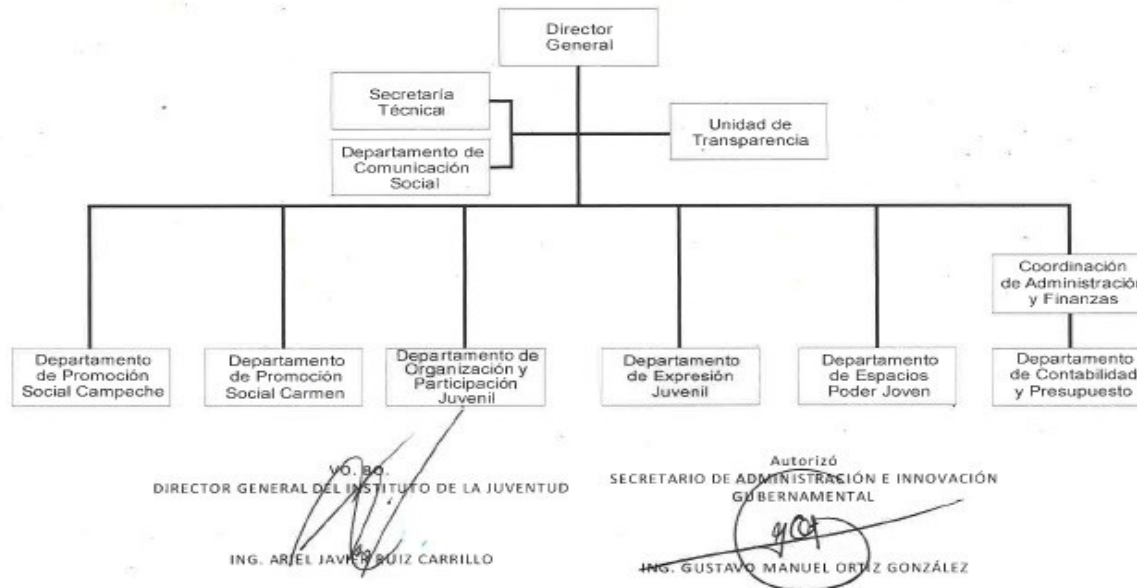 Director
General
Secretaría
Técnica
Departamento de
Comunicación
Social
Unidad de
Transparencia
Coordinación
de Administración
y Finanzas
Departamento
de Promoción
Social Campeche
Departamento
de Promoción
Social Carmen
Departamento de
Organización y
Participación
Juvenil
Departamento
de Expresión
Juvenil
Departamento
de Espacios
Poder Joven
Departamento
de Contabilidad
y Presupuesto
VO. BO.
DIRECTOR GENERAL DEL INSTITUTO DE LA JUVENTUD
ING. ARIEL JAVIER RUIZ CARRILLO
Autorizó
SECRETARIO DE ADMINISTRACIÓN E INNOVACIÓN
GUBERNAMENTAL
ING. GUSTAVO MANUEL ORTIZ GONZÁLEZ